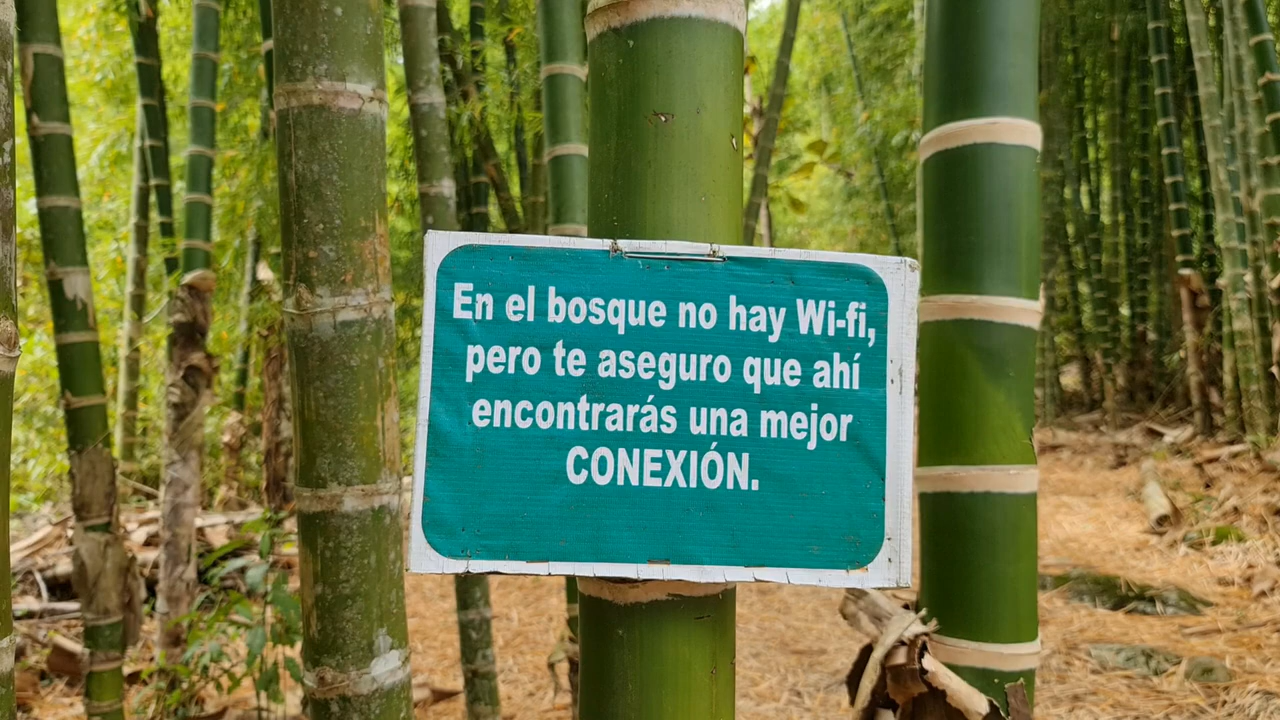 En el bosque no hay Wi-fi,
pero te aseguro que ahí
encontrarás una mejor
CONEXIÓN.